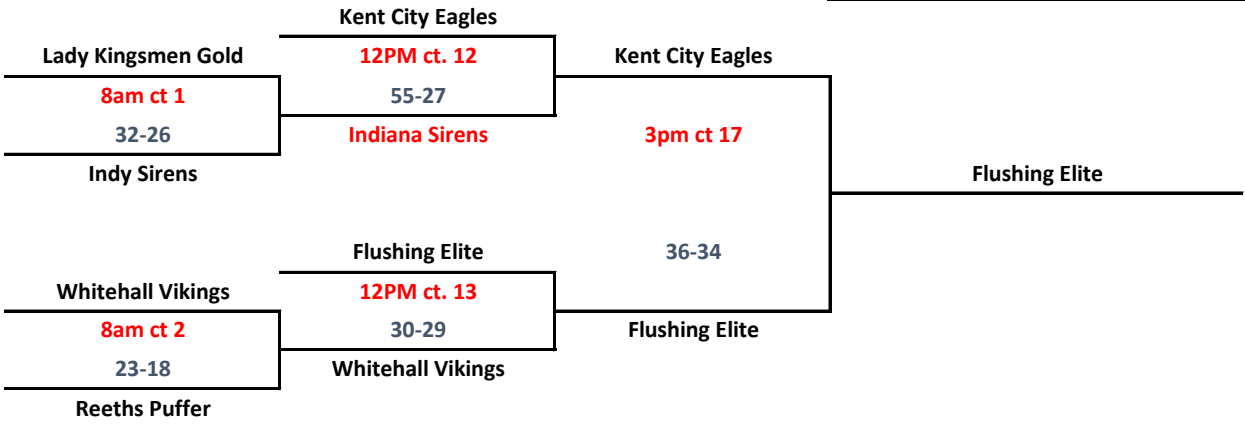 Kent City Eagles
Lady Kingsmen Gold 12PM ct. 12 Kent City Eagles
8am ct 1 55-27
32-26 Indiana Sirens 3pm ct 17
Indy Sirens Flushing Elite
Flushing Elite 36-34
Whitehall Vikings 12PM ct. 13
8am ct 2 30-29 Flushing Elite
23-18 Whitehall Vikings
Reeths Puffer